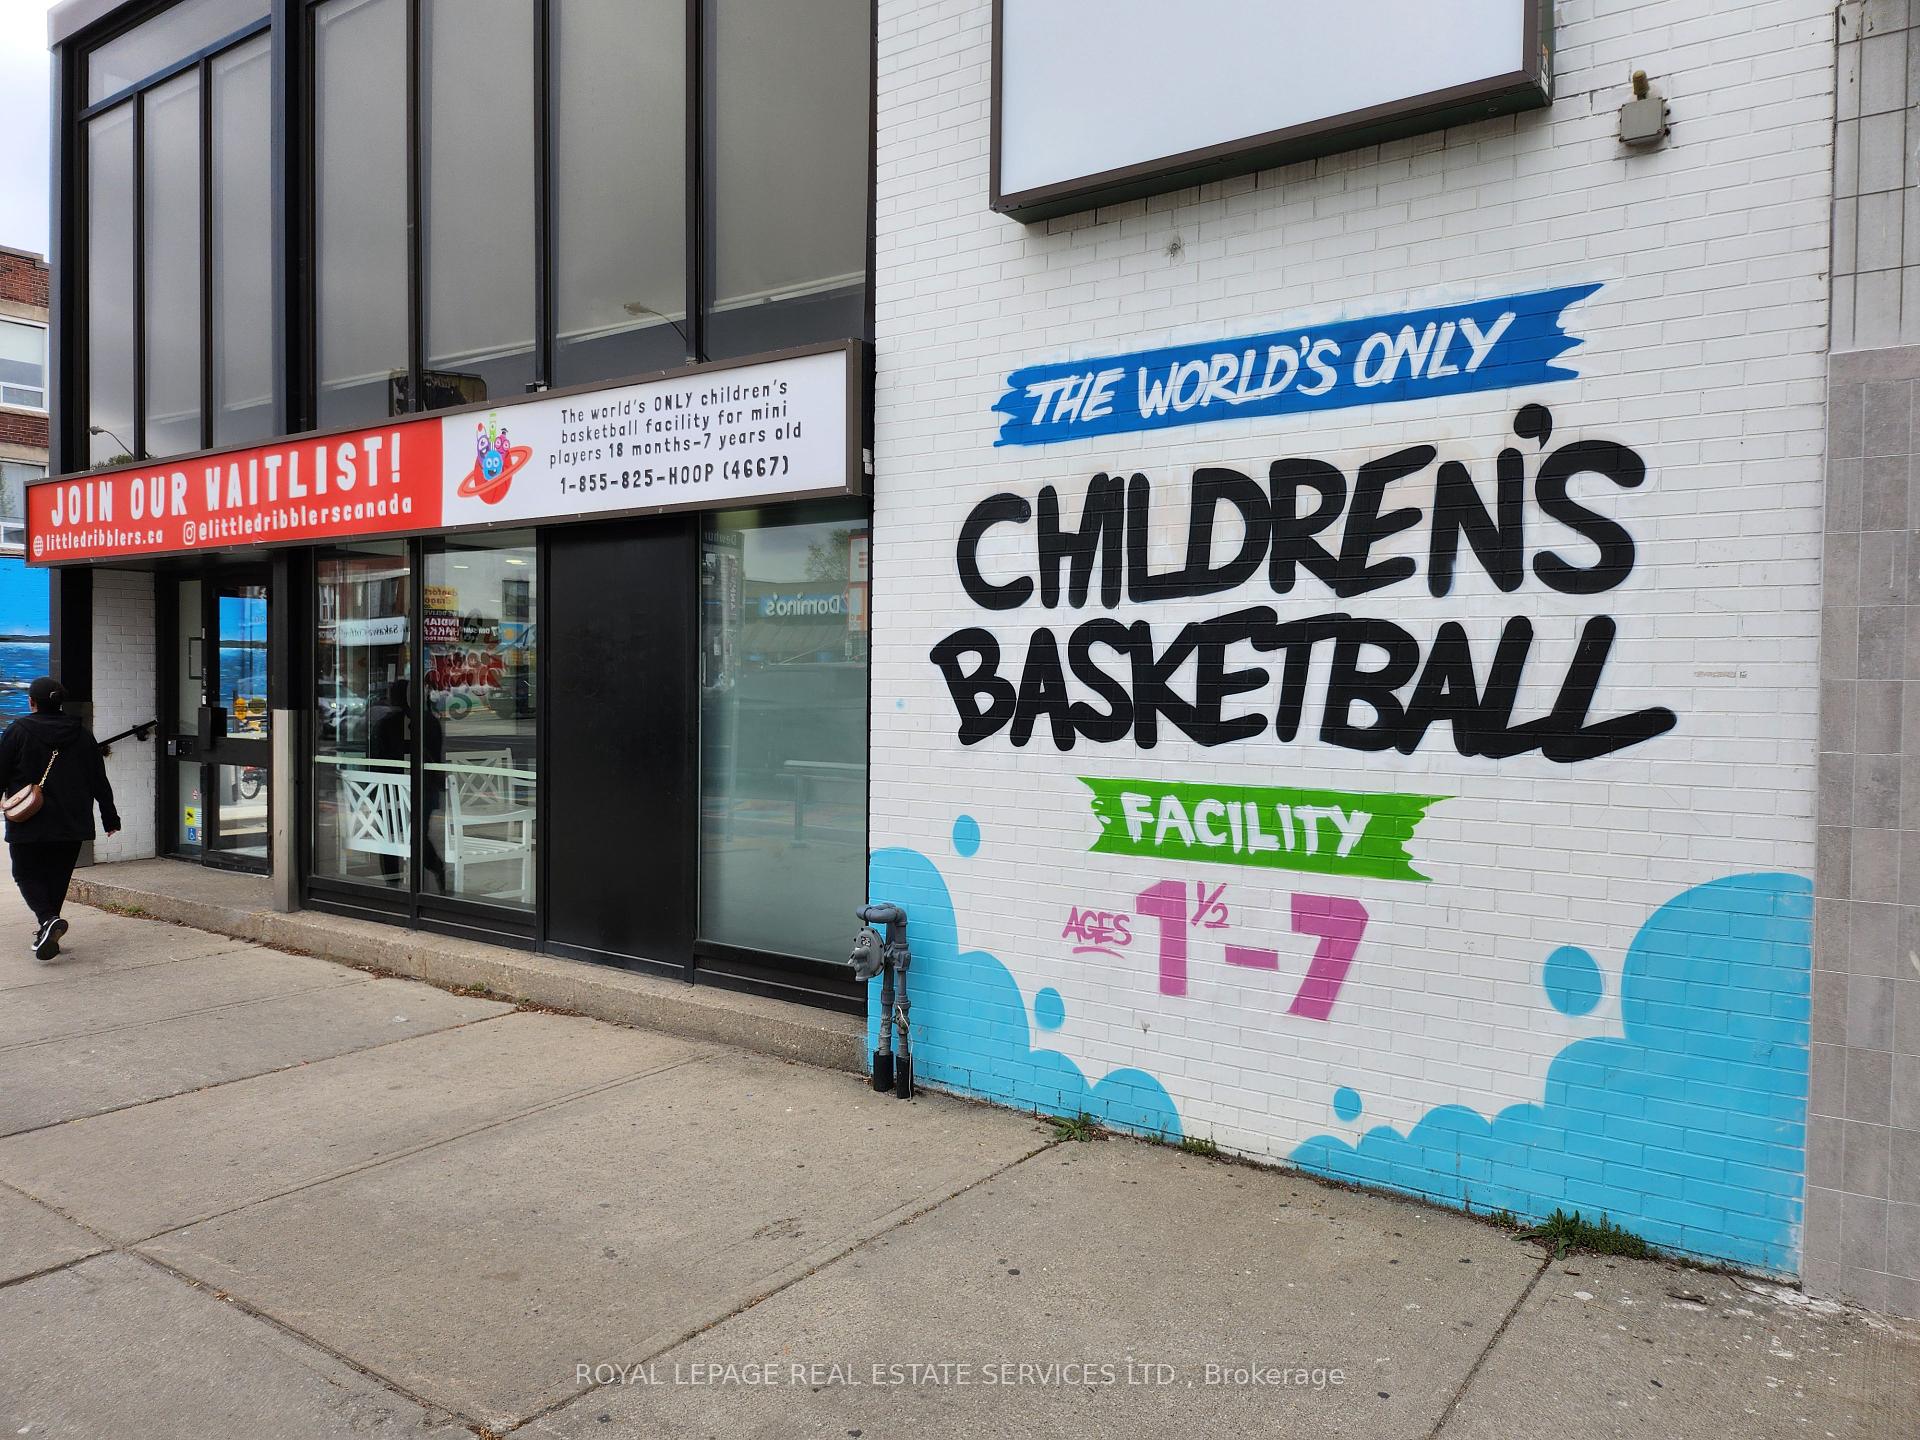 JOIN OUR WAITLIST!
littledribblers.ca @littledribblerscanada
The world's ONLY children's
basketball facility for mini
players 18 months-7 years old
1-855-825-HOOP (4667)
THE WORLD'S ONLY
CHILDREN'S
BASKETBALL
FACILITY
AGES 1 1/2-7
Domino's
ROYAL LEPAGE REAL ESTATE SERVICES LTD., Brokerage